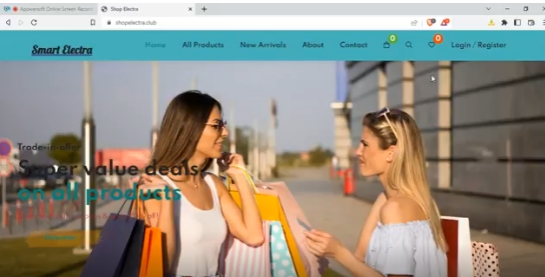 Apowersoft Online Screen Record
Shop Electra
shopelectra.club
Smart Electra
Home
All Products
New Arrivals
About
Contact
0
0
Login / Register
Trade-in-offer
Super value deals
on all products